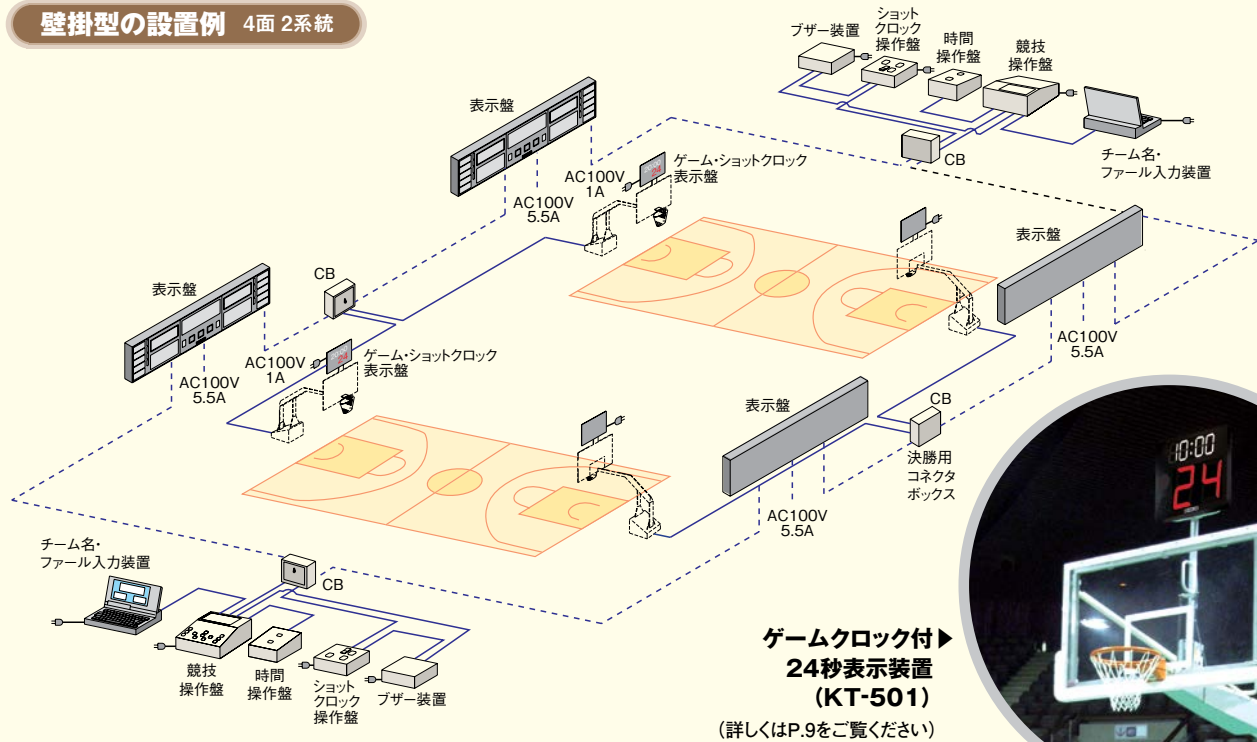 壁掛型の設置例 4面 2系統
ブザー装置
ショット
クロック
操作盤
時間
操作盤
競技
操作盤
CB
チーム名・
ファール入力装置
表示盤
AC100V
5.5A
AC100V
1A
ゲーム・ショットクロック
表示盤
24
表示盤
AC100V
5.5A
表示盤
CB
AC100V
5.5A
AC100V
1A
ゲーム・ショットクロック
表示盤
24
表示盤
AC100V
5.5A
CB
決勝用
コネクタ
ボックス
チーム名・
ファール入力装置
CB
競技
操作盤
時間
操作盤
ショット
クロック
操作盤
ブザー装置
10:00
24
SEIKO
ゲームクロック付▶
24秒表示装置
(KT-501)
(詳しくはP.9をご覧ください)